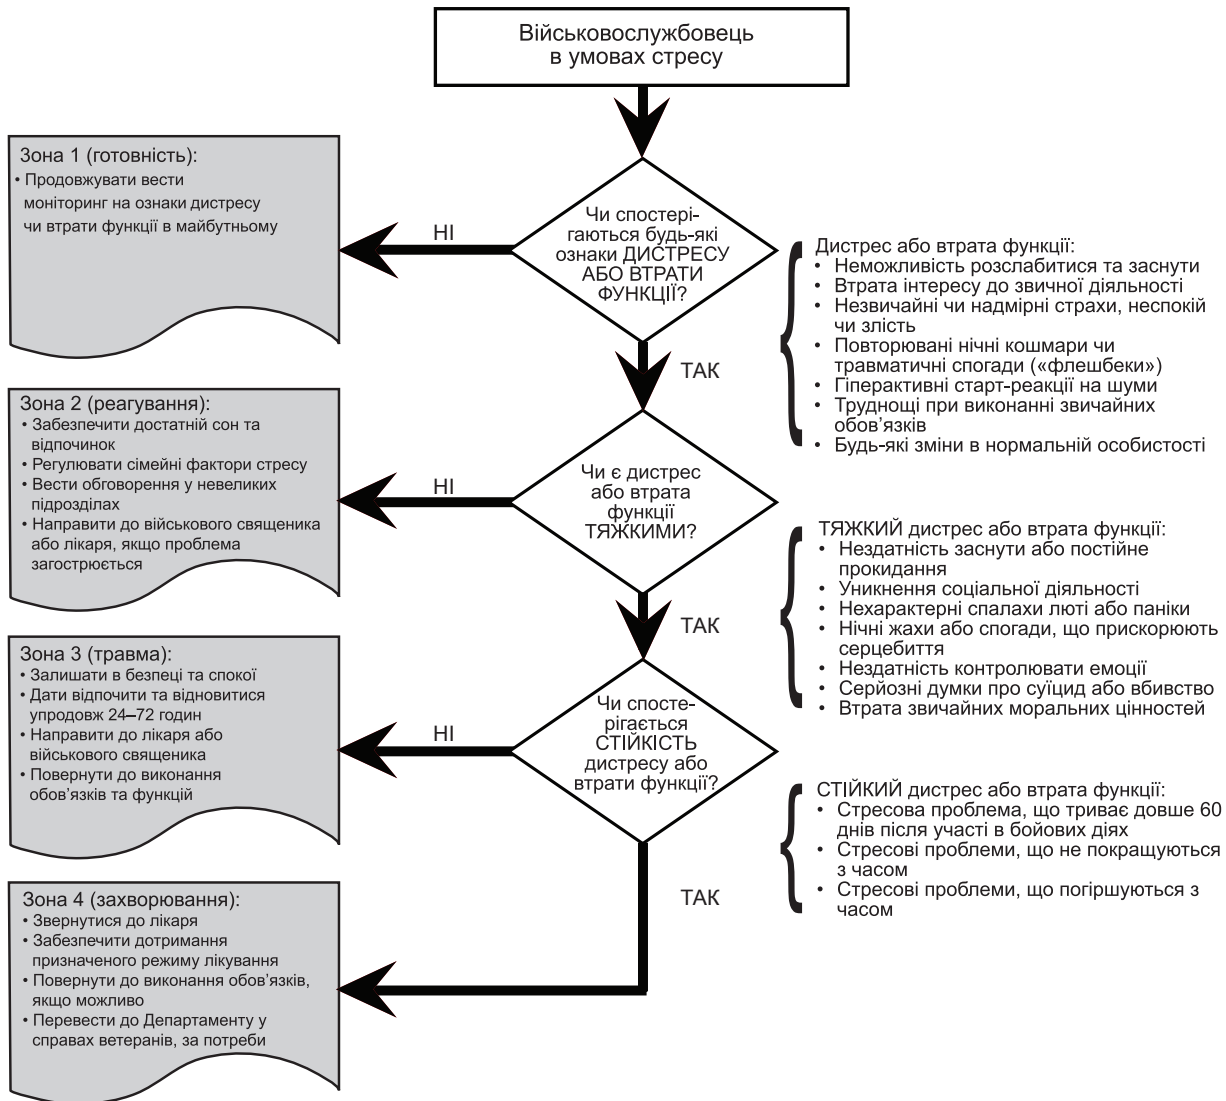 Військовослужбовець
в умовах стресу
Зона 1 (готовність):
• Продовжувати вести
моніторинг на ознаки дистресу
чи втрати функції в майбутньому
НІ
Чи спостері-
гаються будь-які
ознаки ДИСТРЕСУ
АБО ВТРАТИ
ФУНКЦІЇ?
ТАК
Дистрес або втрата функції:
• Неможливість розслабитися та заснути
• Втрата інтересу до звичної діяльності
• Незвичайні чи надмірні страхи, неспокій
чи злість
• Повторювані нічні кошмари чи
травматичні спогади («флешбеки»)
• Гіперактивні старт-реакції на шуми
• Труднощі при виконанні звичайних
обов’язків
• Будь-які зміни в нормальній особистості
Зона 2 (реагування):
• Забезпечити достатній сон та
відпочинок
• Регулювати сімейні фактори стресу
• Вести обговорення у невеликих
підрозділах
• Направити до військового священика
або лікаря, якщо проблема
загострюється
НІ
Чи є дистрес
або втрата
функції
ТЯЖКИМИ?
ТАК
ТЯЖКИЙ дистрес або втрата функції:
• Нездатність заснути або постійне
прокидання
• Уникнення соціальної діяльності
• Нехарактерні спалахи люті або паніки
• Нічні жахи або спогади, що прискорюють
серцебиття
• Нездатність контролювати емоції
• Серйозні думки про суїцид або вбивство
• Втрата звичайних моральних цінностей
Зона 3 (травма):
• Залишати в безпеці та спокої
• Дати відпочити та відновитися
упродовж 24–72 годин
• Направити до лікаря або
військового священика
• Повернути до виконання
обов’язків та функцій
НІ
Чи спосте-
рігається
СТІЙКІСТЬ
дистресу або
втрати функції?
ТАК
СТІЙКИЙ дистрес або втрата функції:
• Стресова проблема, що триває довше 60
днів після участі в бойових діях
• Стресові проблеми, що не покращуються
з часом
• Стресові проблеми, що погіршуються з
часом
Зона 4 (захворювання):
• Звернутися до лікаря
• Забезпечити дотримання
призначеного режиму лікування
• Повернути до виконання обов’язків,
якщо можливо
• Перевести до Департаменту у
справах ветеранів, за потреби